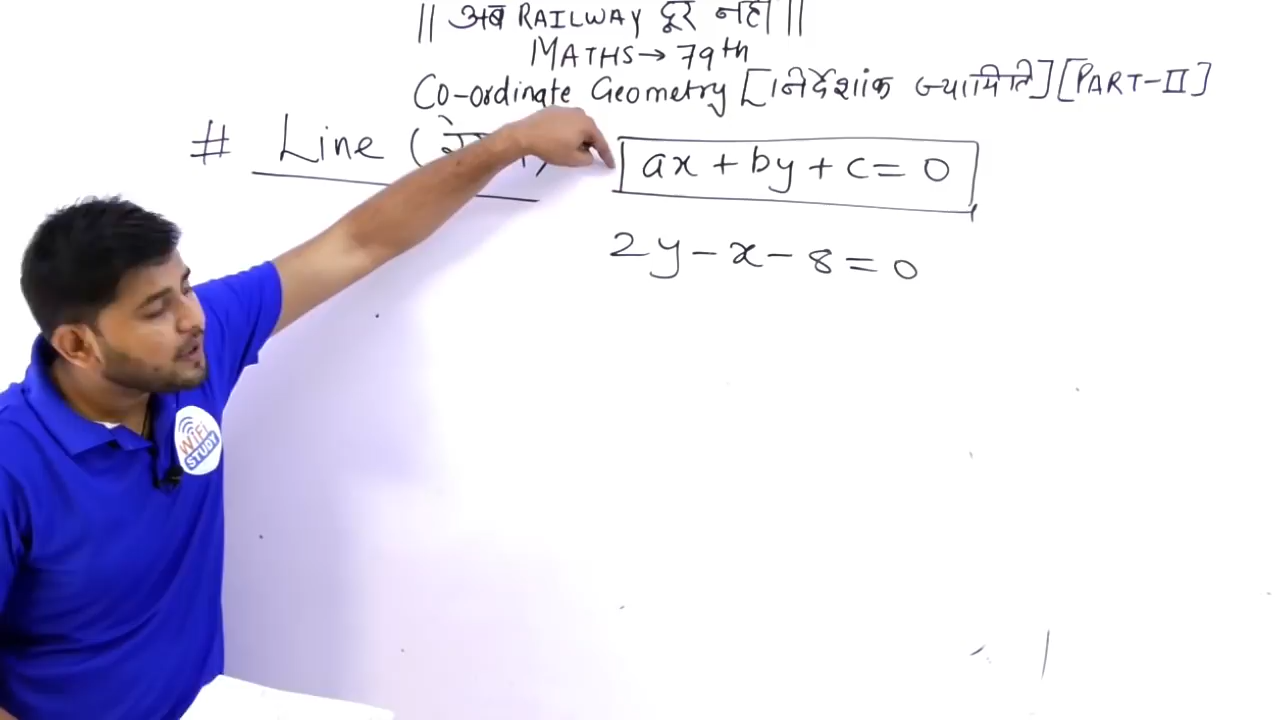 || अब RAILWAY दूर नहीं ||
MATHS → 79th
Co-ordinate Geometry [निर्देशांक ज्यामिति] [PART-II]
# Line ( ax + by + c = 0
2y - x - 8 = 0
WiFi
STUDY